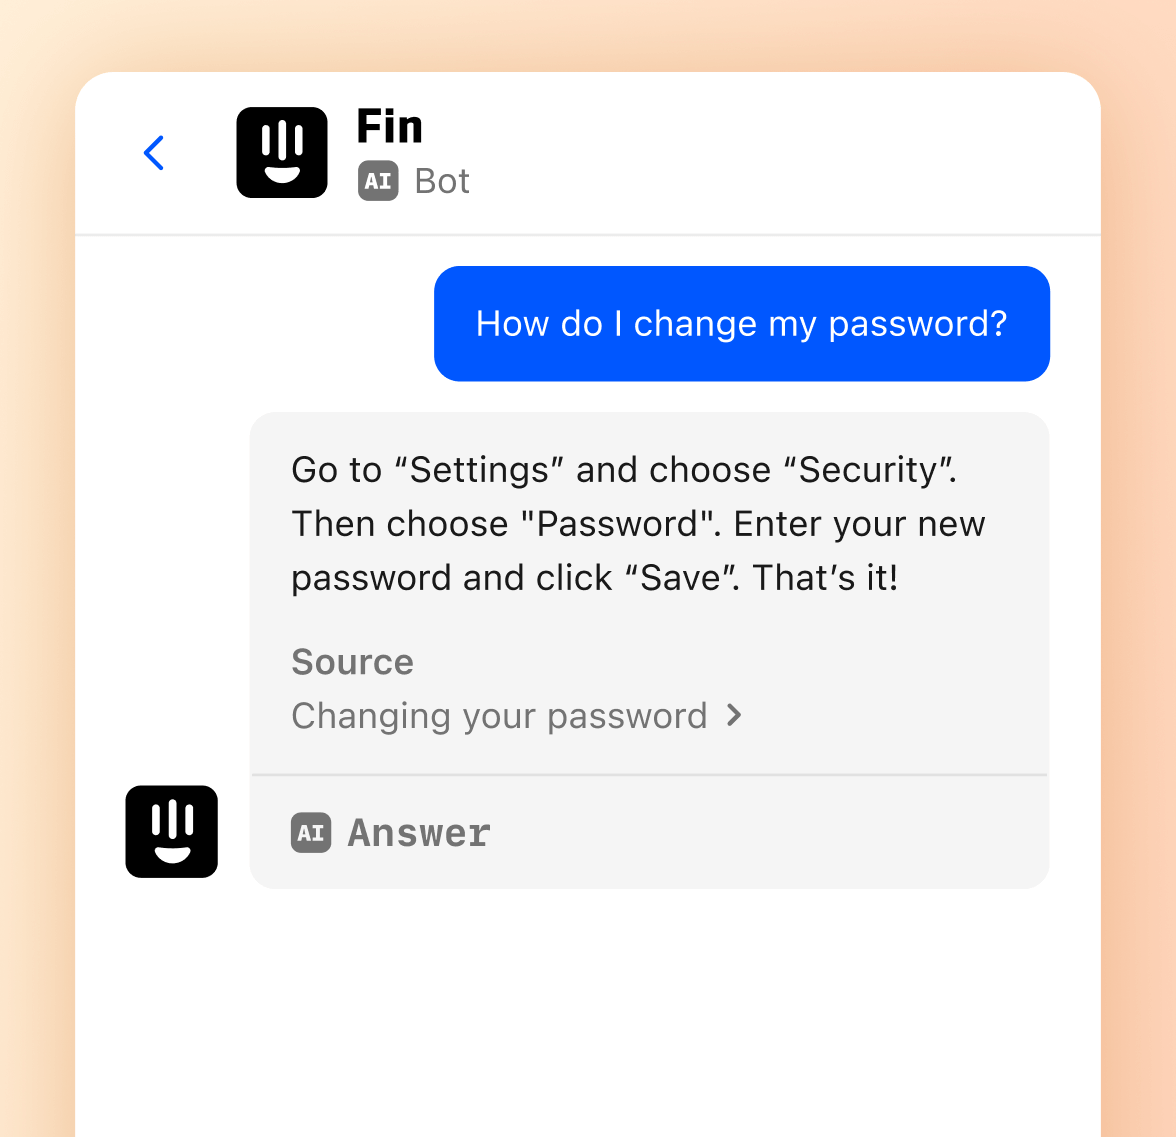 Fin
AI Bot
How do I change my password?
Go to “Settings” and choose “Security”.
Then choose "Password". Enter your new
password and click “Save”. That’s it!
Source
Changing your password
AI Answer